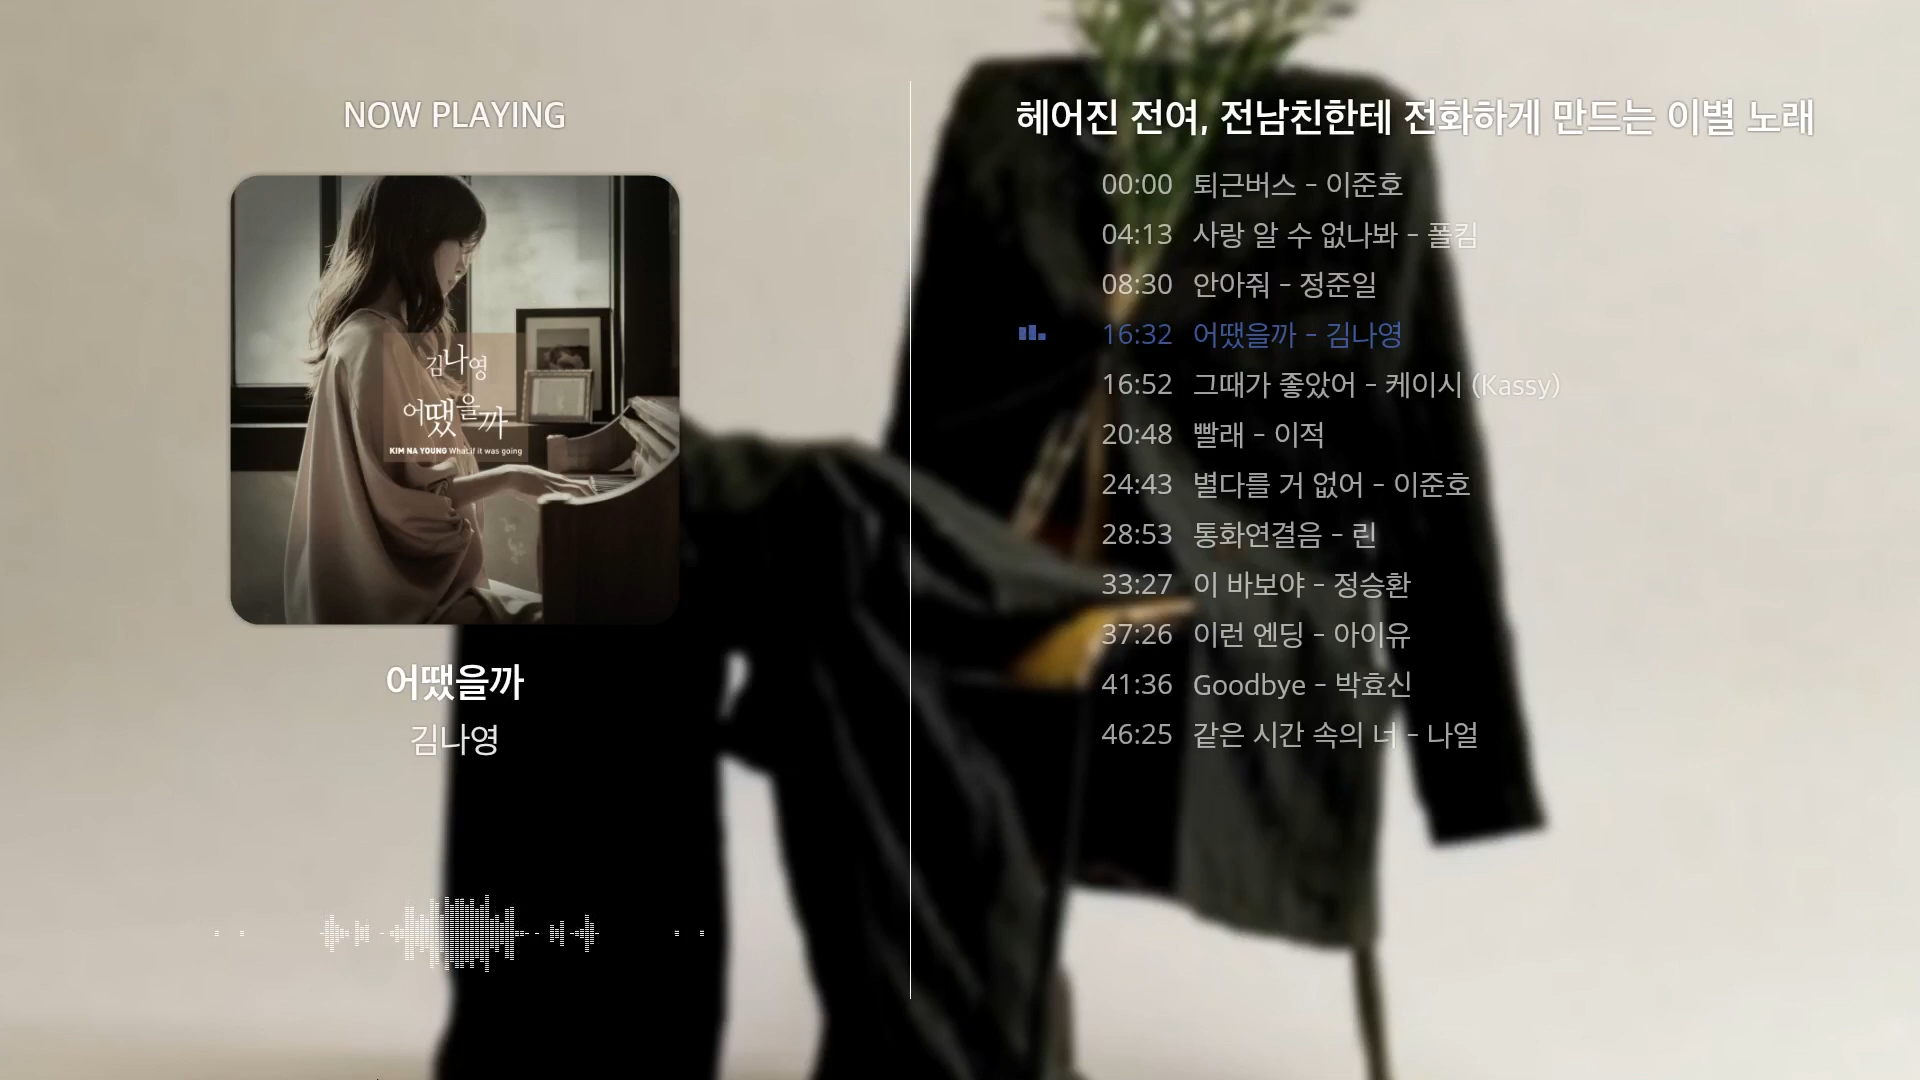 NOW PLAYING
김나영
어땠을까
KIM NA YOUNG What if it was going
어땠을까
김나영
헤어진 전여, 전남친한테 전화하게 만드는 이별 노래
00:00 퇴근버스 - 이준호
04:13 사랑 알 수 없나봐 - 폴킴
08:30 안아줘 - 정준일
16:32 어땠을까 - 김나영
16:52 그때가 좋았어 - 케이시 (Kassy)
20:48 빨래 - 이적
24:43 별다를 거 없어 - 이준호
28:53 통화연결음 - 린
33:27 이 바보야 - 정승환
37:26 이런 엔딩 - 아이유
41:36 Goodbye - 박효신
46:25 같은 시간 속의 너 - 나얼